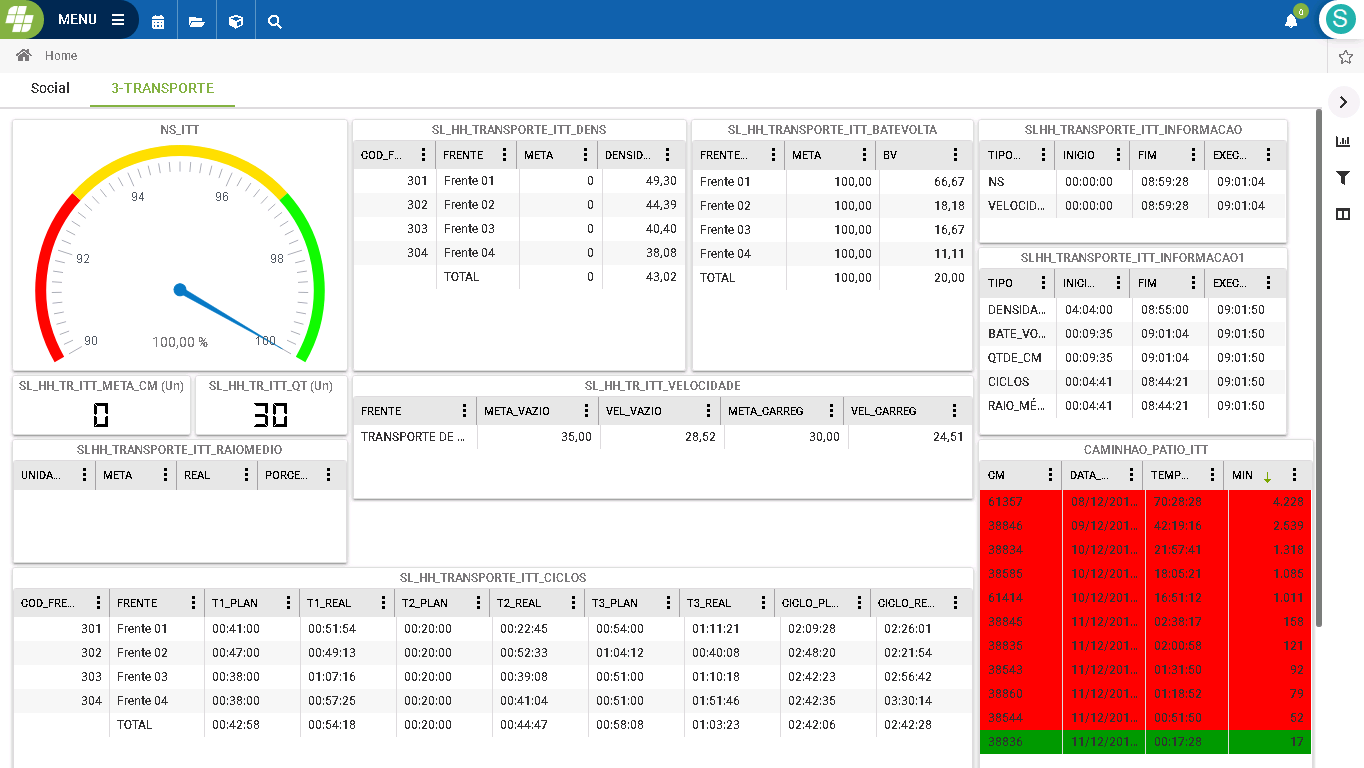 MENU
0
S
Home
Social
3-TRANSPORTE
NS_ITT
90
92
94
96
98
100
100,00 %
SL_HH_TRANSPORTE_ITT_DENS
COD_F... FRENTE META DENSID...
301 Frente 01 0 49,30
302 Frente 02 0 44,39
303 Frente 03 0 40,40
304 Frente 04 0 38,08
TOTAL 0 43,02
SL_HH_TRANSPORTE_ITT_BATEVOLTA
FRENTE... META BV
Frente 01 100,00 66,67
Frente 02 100,00 18,18
Frente 03 100,00 16,67
Frente 04 100,00 11,11
TOTAL 100,00 20,00
SLHH_TRANSPORTE_ITT_INFORMACAO
TIPO... INICIO FIM EXEC...
NS 00:00:00 08:59:28 09:01:04
VELOCID... 00:00:00 08:59:28 09:01:04
SLHH_TRANSPORTE_ITT_INFORMACAO1
TIPO INICI... FIM EXEC...
DENSIDA... 04:04:00 08:55:00 09:01:50
BATE_VO... 00:09:35 09:01:04 09:01:50
QTDE_CM 00:09:35 09:01:04 09:01:50
CICLOS 00:04:41 08:44:21 09:01:50
RAIO_MÉ... 00:04:41 08:44:21 09:01:50
SL_HH_TR_ITT_META_CM (Un)
0
SL_HH_TR_ITT_QT (Un)
30
SL_HH_TR_ITT_VELOCIDADE
FRENTE META_VAZIO VEL_VAZIO META_CARREG VEL_CARREG
TRANSPORTE DE ... 35,00 28,52 30,00 24,51
SLHH_TRANSPORTE_ITT_RAIOMEDIO
UNIDA... META REAL PORCE...
CAMINHAO_PATIO_ITT
CM DATA_... TEMP... MIN
61357 08/12/201... 70:28:28 4.228
38846 09/12/201... 42:19:16 2.539
38834 10/12/201... 21:57:41 1.318
38585 10/12/201... 18:05:21 1.085
61414 10/12/201... 16:51:12 1.011
38845 11/12/201... 02:38:17 158
38835 11/12/201... 02:00:58 121
38543 11/12/201... 01:31:50 92
38860 11/12/201... 01:18:52 79
38544 11/12/201... 00:51:50 52
38836 11/12/201... 00:17:28 17
SL_HH_TRANSPORTE_ITT_CICLOS
COD_FRE... FRENTE T1_PLAN T1_REAL T2_PLAN T2_REAL T3_PLAN T3_REAL CICLO_PL... CICLO_RE...
301 Frente 01 00:41:00 00:51:54 00:20:00 00:22:45 00:54:00 01:11:21 02:09:28 02:26:01
302 Frente 02 00:47:00 00:49:13 00:20:00 00:52:33 01:04:12 00:40:08 02:48:20 02:21:54
303 Frente 03 00:38:00 01:07:16 00:20:00 00:39:08 00:51:00 01:10:18 02:42:23 02:56:42
304 Frente 04 00:38:00 00:57:25 00:20:00 00:41:04 00:51:00 01:51:46 02:42:35 03:30:14
TOTAL 00:42:58 00:54:18 00:20:00 00:44:47 00:58:08 01:03:23 02:42:06 02:42:28